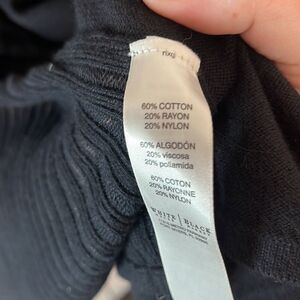 60% COTTON
20% RAYON
20% NYLON
60% ALGODÓN
20% viscosa
20% poliamida
60% COTON
20% RAYONNE
20% NYLON
WHITE | BLACK